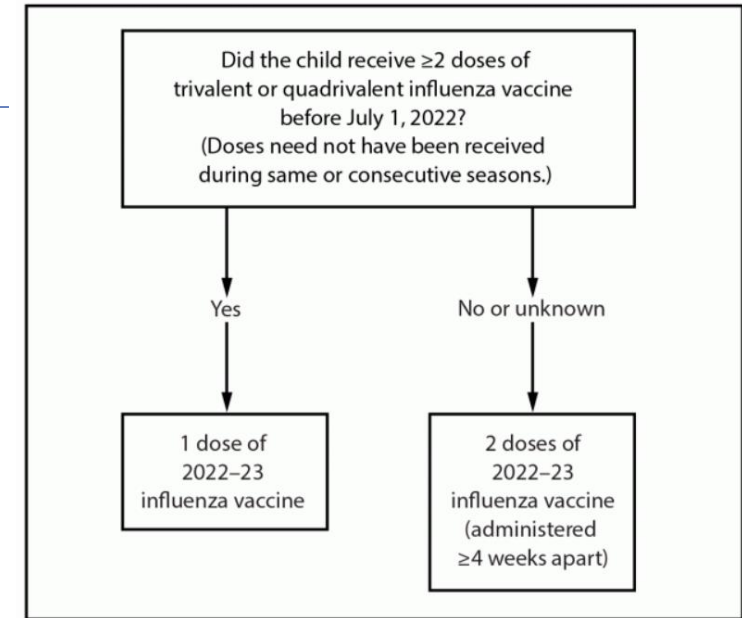 Did the child receive ≥2 doses of
trivalent or quadrivalent influenza vaccine
before July 1, 2022?
(Doses need not have been received
during same or consecutive seasons.)
Yes
No or unknown
1 dose of
2022–23
influenza vaccine
2 doses of
2022–23
influenza vaccine
(administered
≥4 weeks apart)